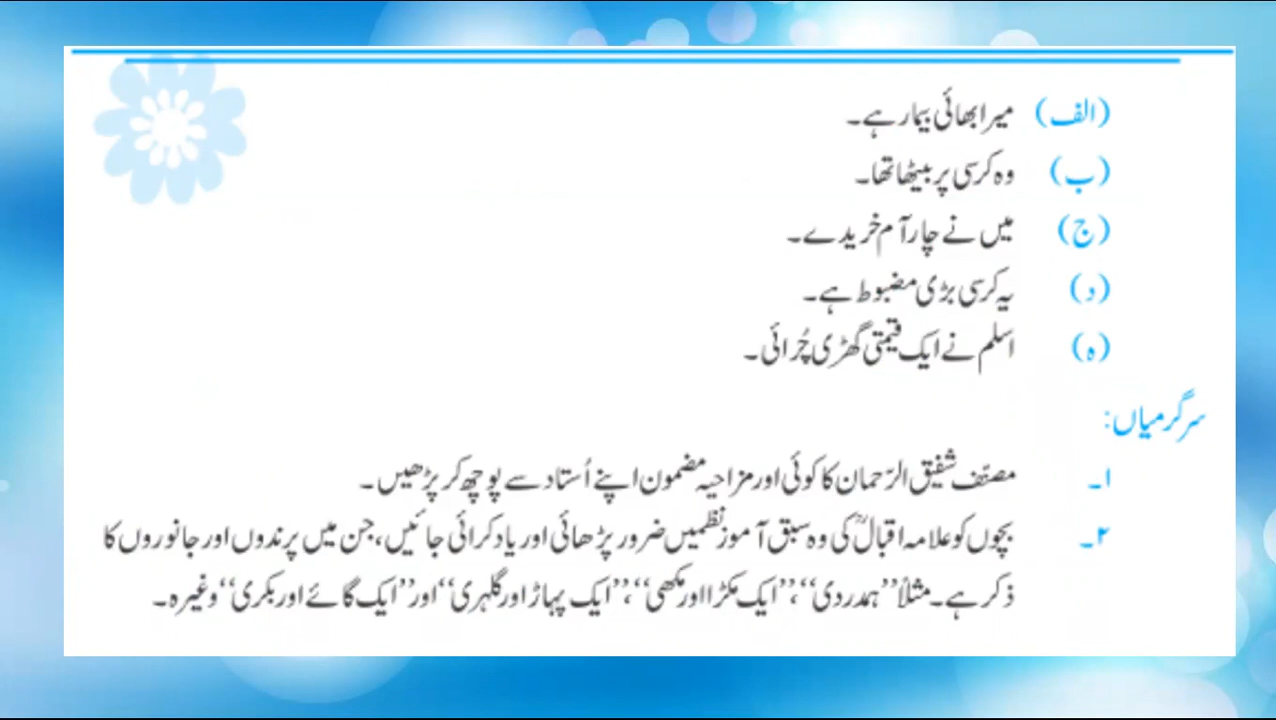 (الف) میرا بھائی بیمار ہے۔
(ب) وہ کرسی پر بیٹھا تھا۔
(ج) میں نے چار آم خریدے۔
(د) یہ کرسی بڑی مضبوط ہے۔
(ہ) اسلم نے ایک قیمتی گھڑی چُرائی۔
سرگرمیاں:
۱۔ مصنّف شفیق الرّحمان کا کوئی اور مزاحیہ مضمون اپنے اُستاد سے پوچھ کر پڑھیں۔
۲۔ بچوں کو علامہ اقبالؒ کی وہ سبق آموز نظمیں ضرور پڑھائی اور یاد کرائی جائیں، جن میں پرندوں اور جانوروں کا
ذکر ہے۔ مثلاً ’’ہمدردی‘‘، ’’ایک مکڑا اور مکھی‘‘، ’’ایک پہاڑ اور گلہری‘‘ اور ’’ایک گائے اور بکری‘‘ وغیرہ۔